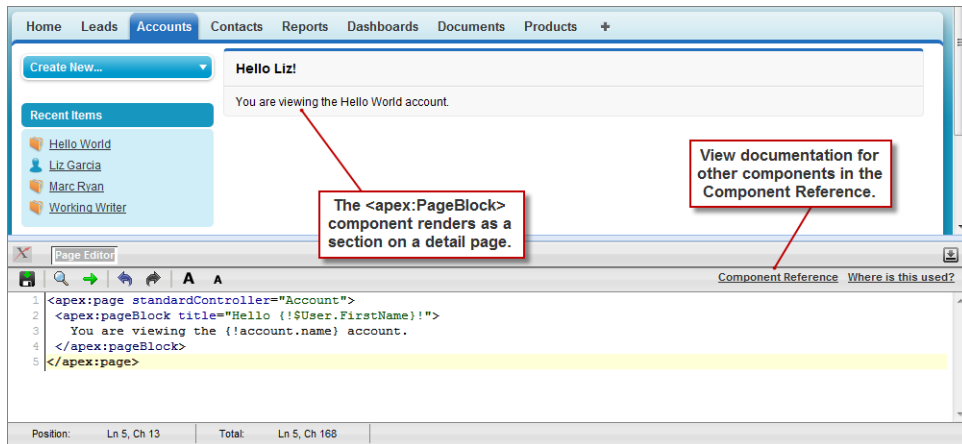 Home Leads Accounts Contacts Reports Dashboards Documents Products +
Create New...
Recent Items
Hello World
Liz Garcia
Marc Ryan
Working Writer
Hello Liz!
You are viewing the Hello World account.
The <apex:PageBlock>
component renders as a
section on a detail page.
View documentation for
other components in the
Component Reference.
Page Editor
A A
Component Reference Where is this used?
1 <apex:page standardController="Account">
2 <apex:pageBlock title="Hello {!$User.FirstName}!">
3 You are viewing the {!account.name} account.
4 </apex:pageBlock>
5 </apex:page>
Position: Ln 5, Ch 13 Total: Ln 5, Ch 168